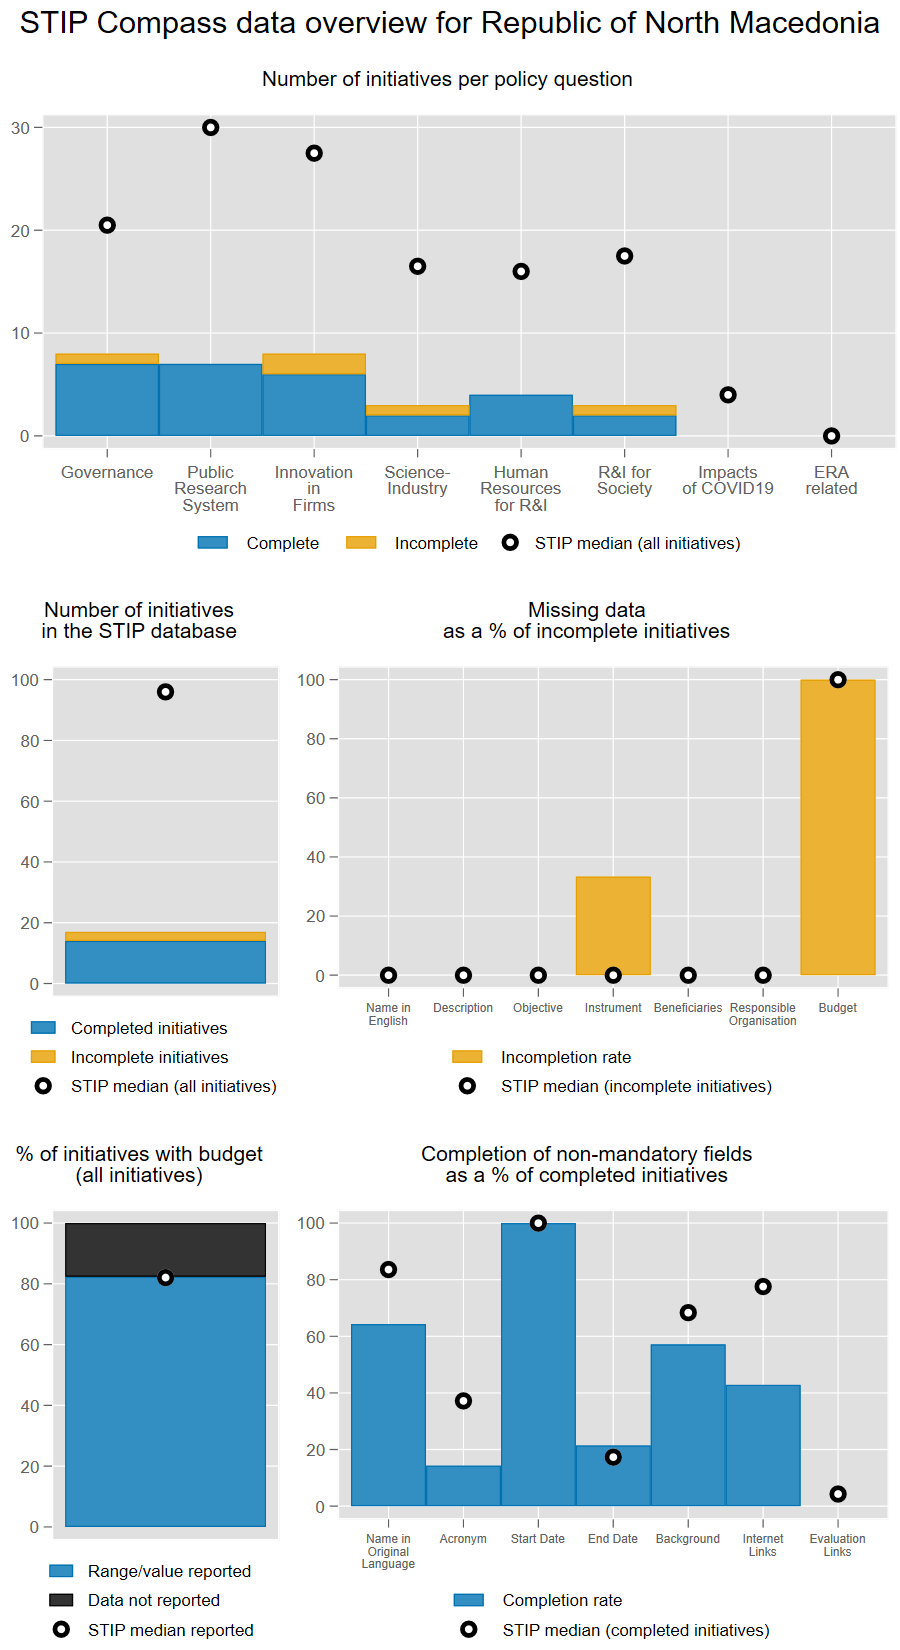 STIP Compass data overview for Republic of North Macedonia
Number of initiatives per policy question
30
20
10
0
Governance
Public
Research
System
Innovation
in
Firms
Science-
Industry
Human
Resources
for R&I
R&I for
Society
Impacts
of COVID19
ERA
related
Complete
Incomplete
STIP median (all initiatives)
Number of initiatives
in the STIP database
100
80
60
40
20
0
Completed initiatives
Incomplete initiatives
STIP median (all initiatives)
Missing data
as a % of incomplete initiatives
100
80
60
40
20
0
Name in
English
Description
Objective
Instrument
Beneficiaries
Responsible
Organisation
Budget
Incompletion rate
STIP median (incomplete initiatives)
% of initiatives with budget
(all initiatives)
100
80
60
40
20
0
Range/value reported
Data not reported
STIP median reported
Completion of non-mandatory fields
as a % of completed initiatives
100
80
60
40
20
0
Name in
Original
Language
Acronym
Start Date
End Date
Background
Internet
Links
Evaluation
Links
Completion rate
STIP median (completed initiatives)